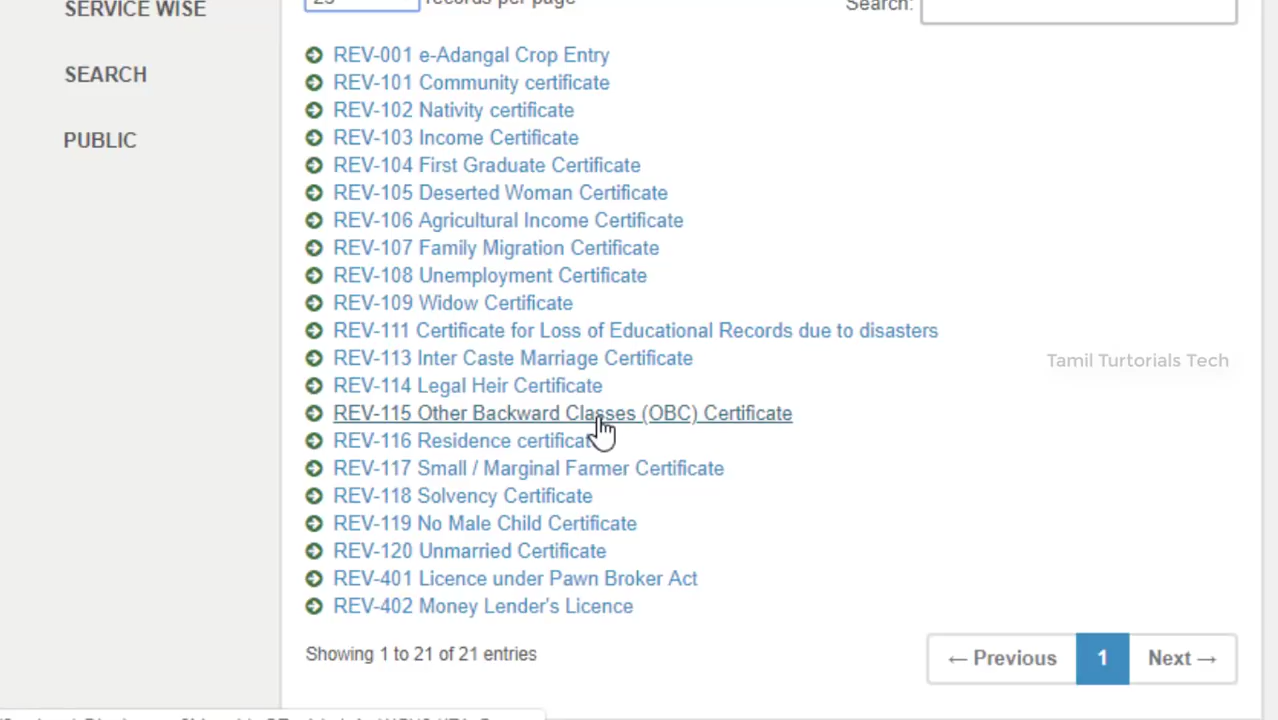 SERVICE WISE
SEARCH
PUBLIC
records per page
Search:
REV-001 e-Adangal Crop Entry
REV-101 Community certificate
REV-102 Nativity certificate
REV-103 Income Certificate
REV-104 First Graduate Certificate
REV-105 Deserted Woman Certificate
REV-106 Agricultural Income Certificate
REV-107 Family Migration Certificate
REV-108 Unemployment Certificate
REV-109 Widow Certificate
REV-111 Certificate for Loss of Educational Records due to disasters
REV-113 Inter Caste Marriage Certificate
Tamil Turtorials Tech
REV-114 Legal Heir Certificate
REV-115 Other Backward Classes (OBC) Certificate
REV-116 Residence certificat
REV-117 Small / Marginal Farmer Certificate
REV-118 Solvency Certificate
REV-119 No Male Child Certificate
REV-120 Unmarried Certificate
REV-401 Licence under Pawn Broker Act
REV-402 Money Lender's Licence
Showing 1 to 21 of 21 entries
← Previous 1 Next →